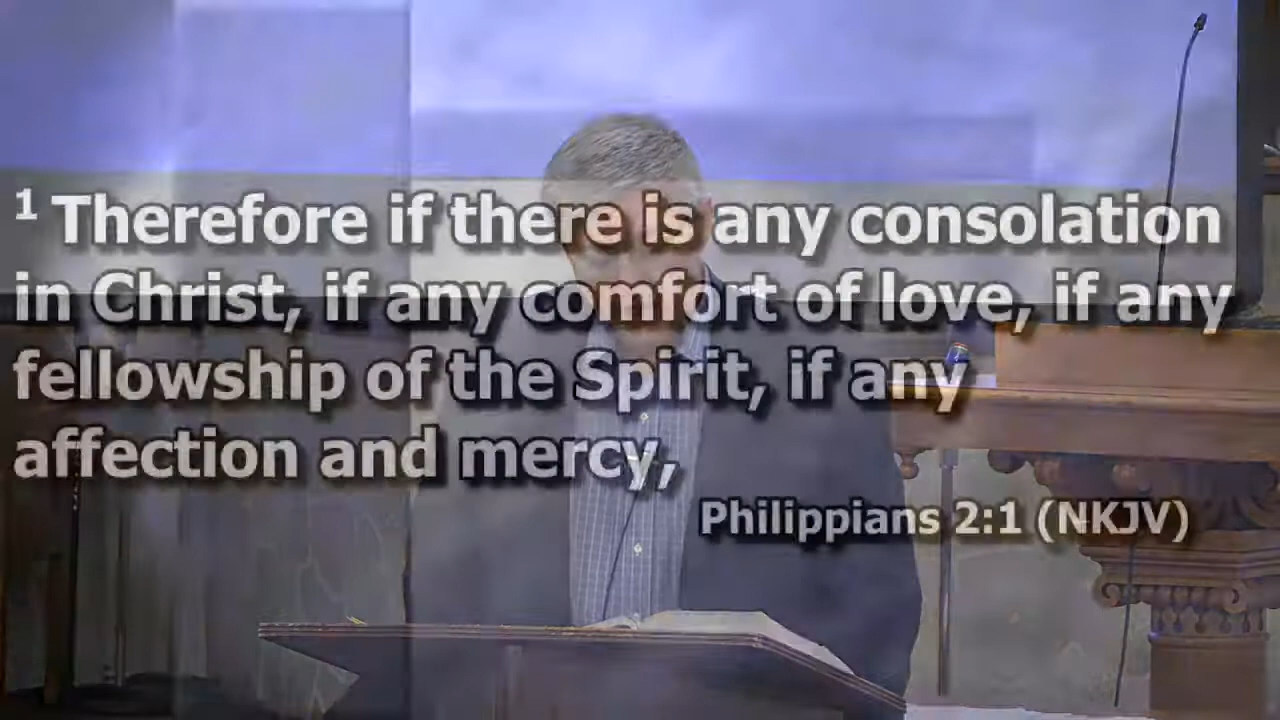 1 Therefore if there is any consolation
in Christ, if any comfort of love, if any
fellowship of the Spirit, if any
affection and mercy,
Philippians 2:1 (NKJV)